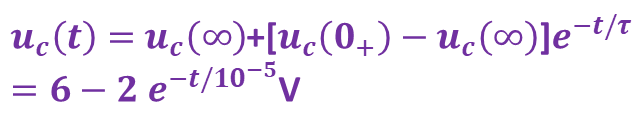 u_c(t) = u_c(∞)+[u_c(0_+) − u_c(∞)]e^{−t/τ}
= 6 − 2 e^{−t/10^{−5}}V